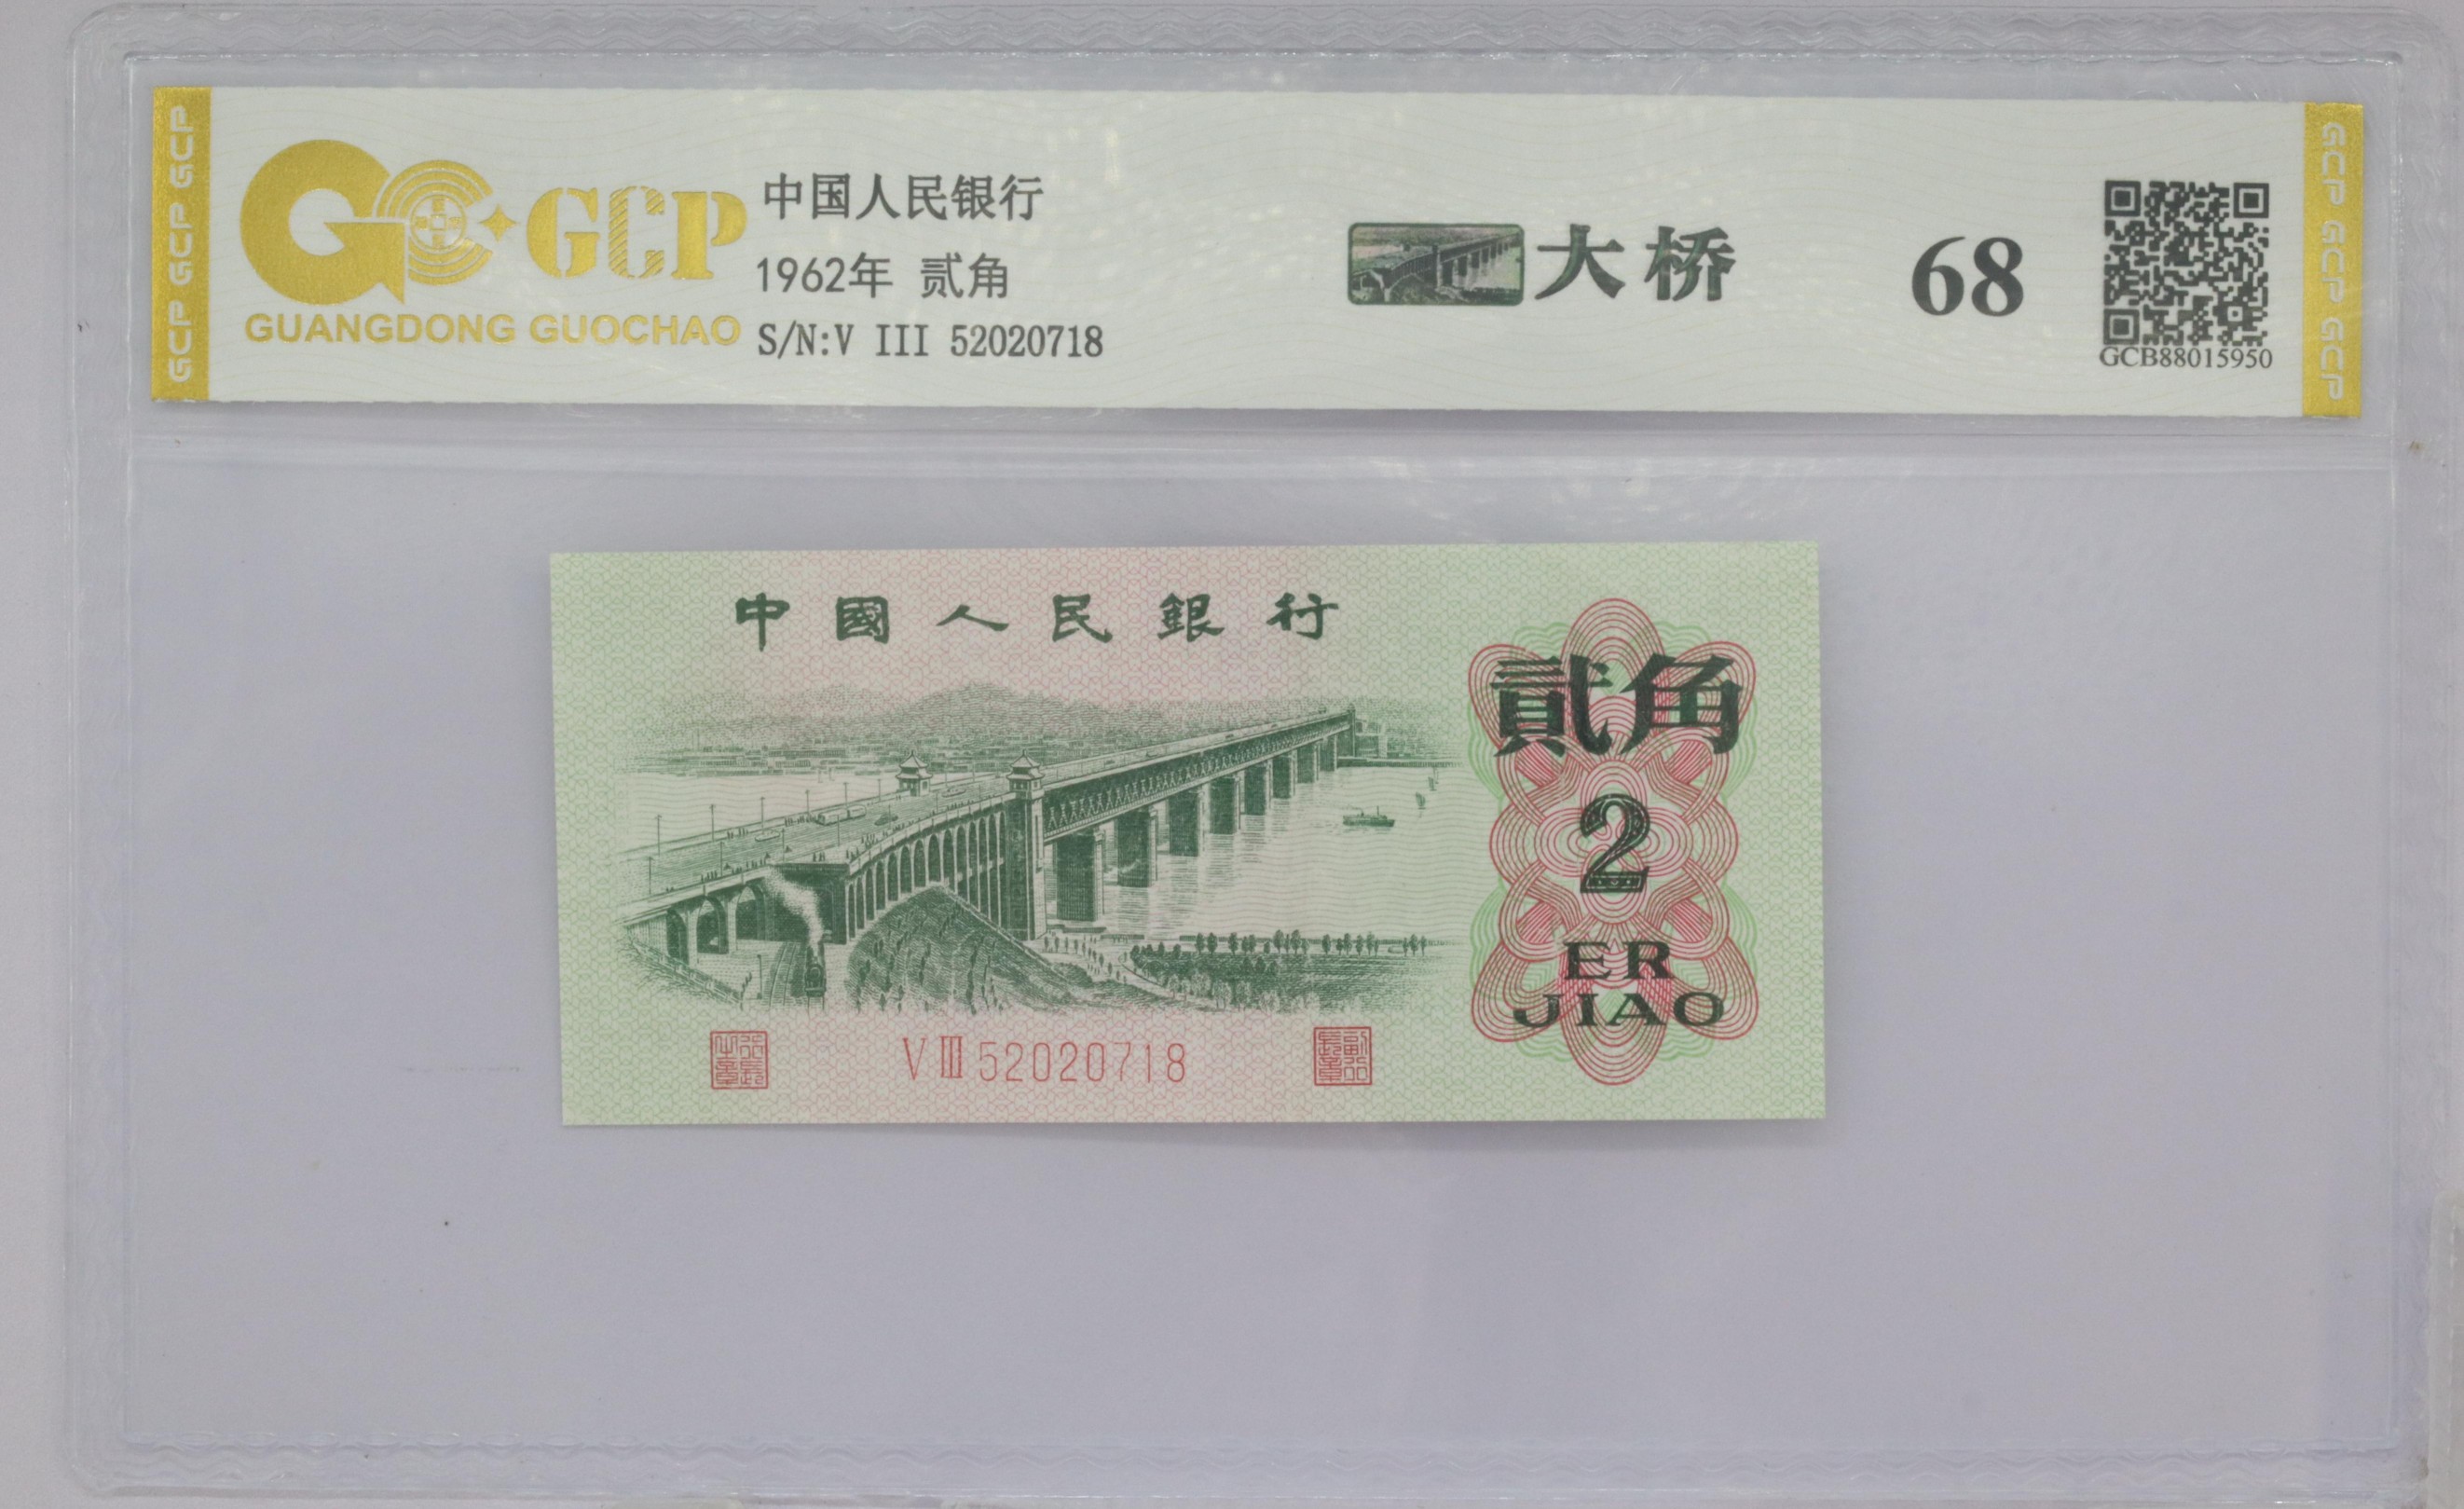 GCP GCP GCP
GCP
GUANGDONG GUOCHAO
中国人民银行
1962年 贰角
S/N:V III 52020718
大桥
68
GCB88015950
GCP GCP GCP
中國人民銀行
貳角
2
ER
JIAO
V III 52020718